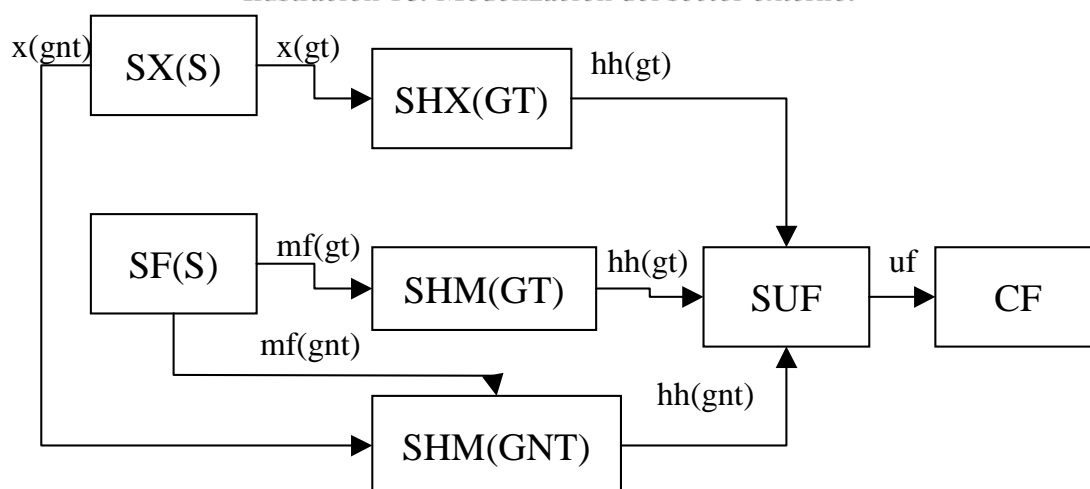 x(gnt)
SX(S)
x(gt)
SHX(GT)
hh(gt)
SF(S)
mf(gt)
SHM(GT)
hh(gt)
SUF
uf
CF
mf(gnt)
SHM(GNT)
hh(gnt)